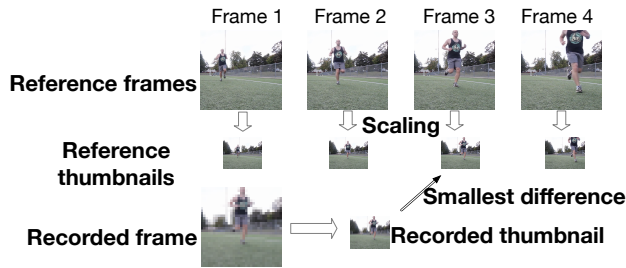 Frame 1 Frame 2 Frame 3 Frame 4
Reference frames
Scaling
Reference
thumbnails
Smallest difference
Recorded frame
Recorded thumbnail